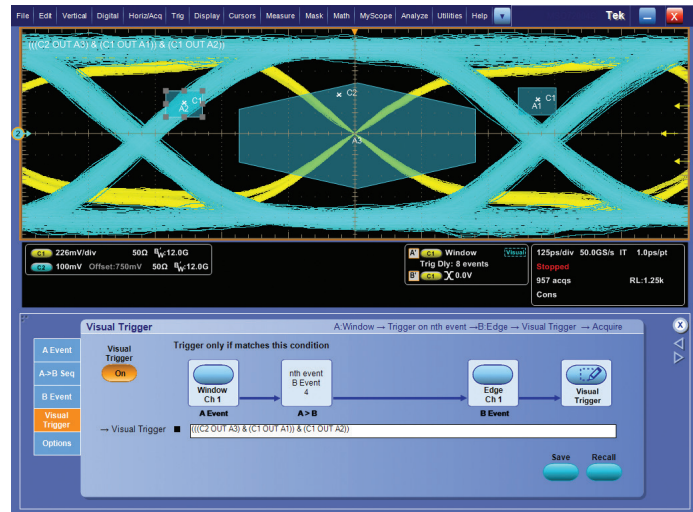 File Edit Vertical Digital Horiz/Acq Trig Display Cursors Measure Mask Math MyScope Analyze Utilities Help Tek X
(((C2 OUT A3) & (C1 OUT A1)) & (C1 OUT A2))
C2
C1
A2
C1
A1
2
A3
C1 226mV/div 50Ω BW:12.0G
C2 100mV Offset:750mV 50Ω BW:12.0G
A' C1 Window Visual
Trig Dly: 8 events
B' C1 0.0V
125ps/div 50.0GS/s IT 1.0ps/pt
Stopped
957 acqs RL:1.25k
Cons
Visual Trigger A:Window → Trigger on nth event →B:Edge → Visual Trigger → Acquire X
A Event
A->B Seq
B Event
Visual
Trigger
Options
Visual
Trigger
On
Trigger only if matches this condition
Window
Ch 1
A Event
nth event
B Event
4
A > B
Edge
Ch 1
B Event
Visual
Trigger
→ Visual Trigger (((C2 OUT A3) & (C1 OUT A1)) & (C1 OUT A2))
Save Recall